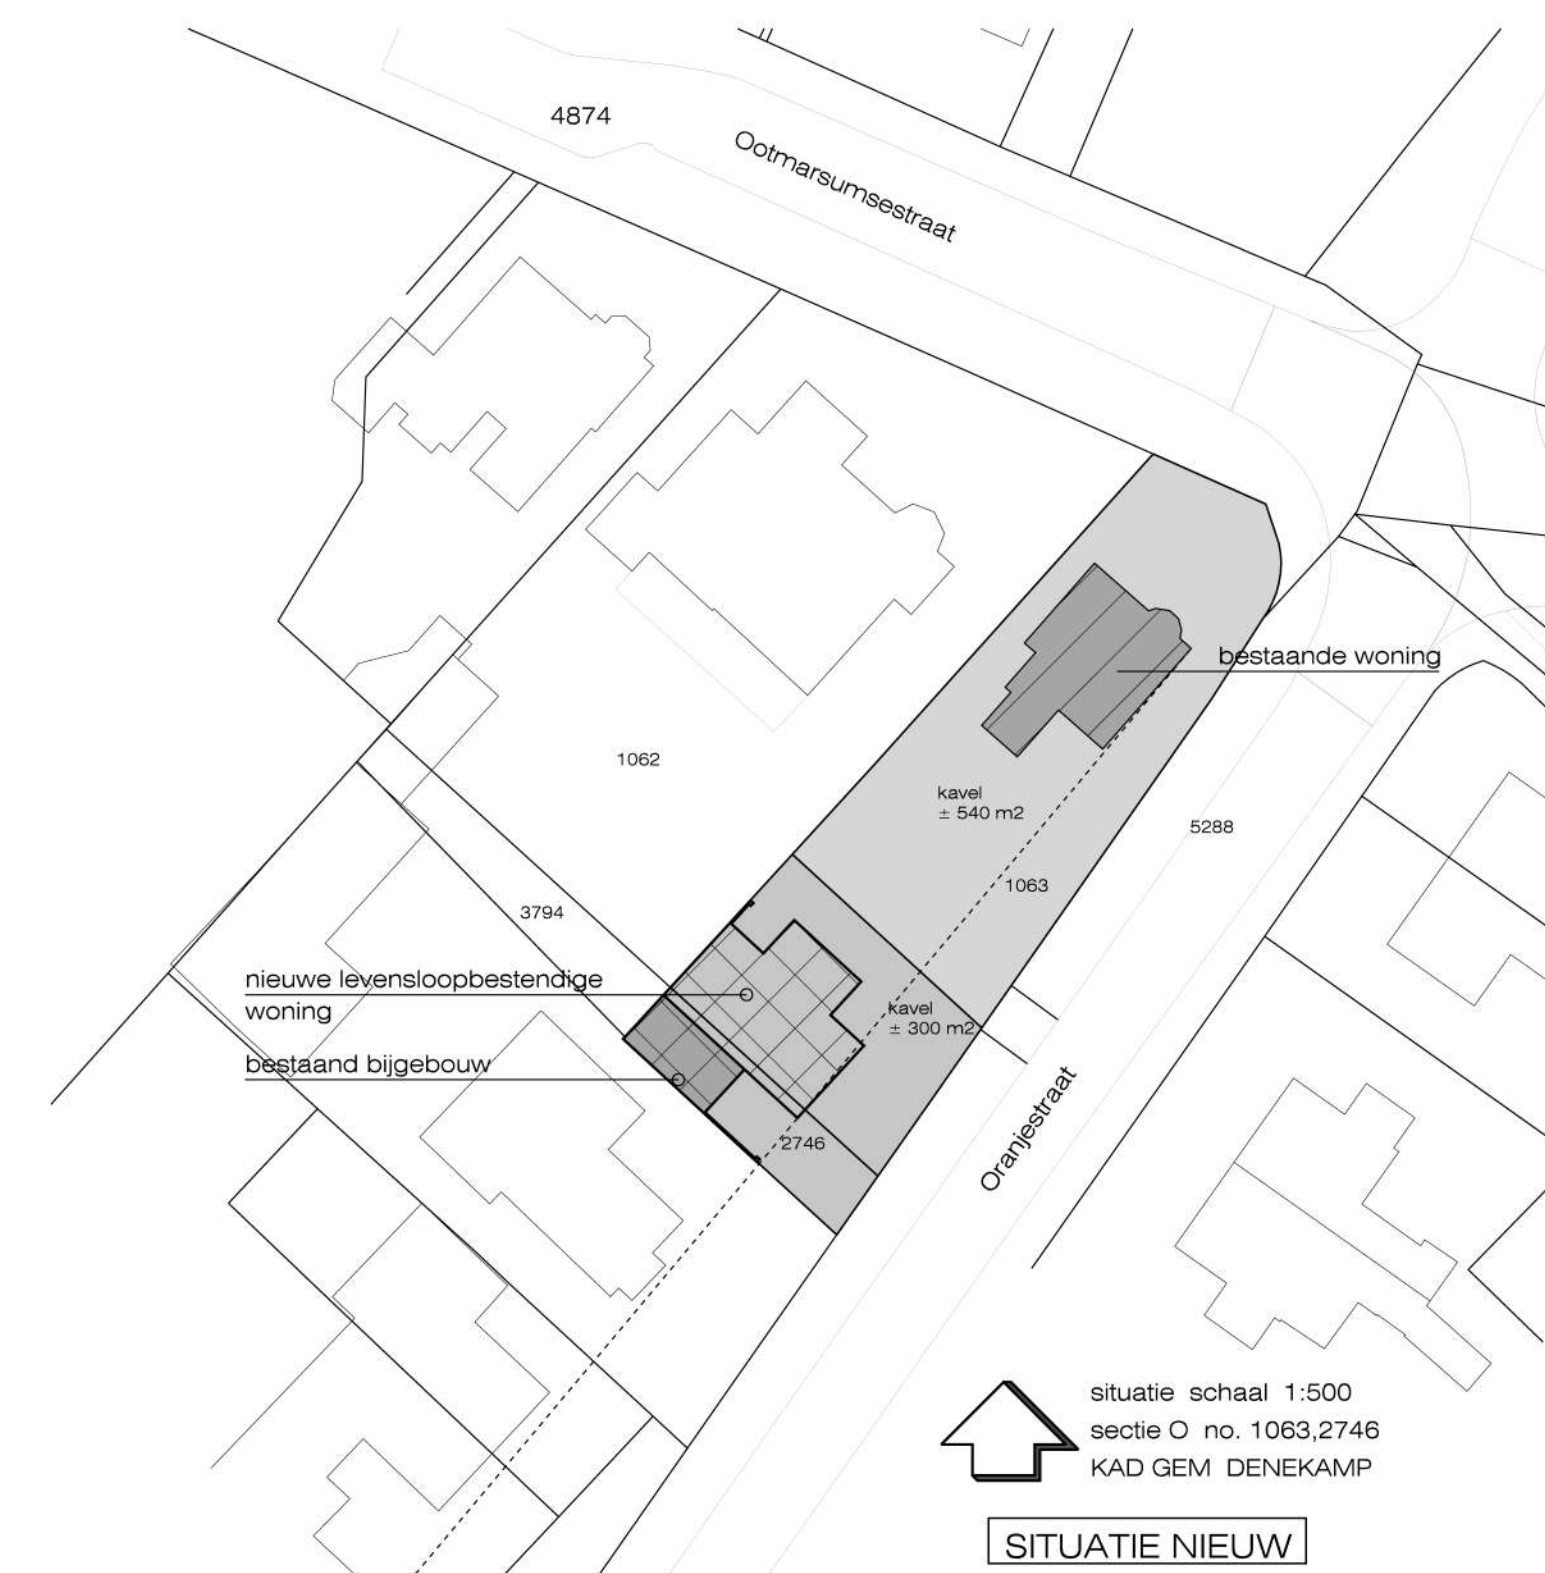 4874
Ootmarsumsestraat
bestaande woning
1062
kavel
± 540 m2
5288
1063
3794
nieuwe levensloopbestendige
woning
kavel
± 300 m2
bestaand bijgebouw
2746
Oranjestraat
situatie schaal 1:500
sectie O no. 1063,2746
KAD GEM DENEKAMP
SITUATIE NIEUW